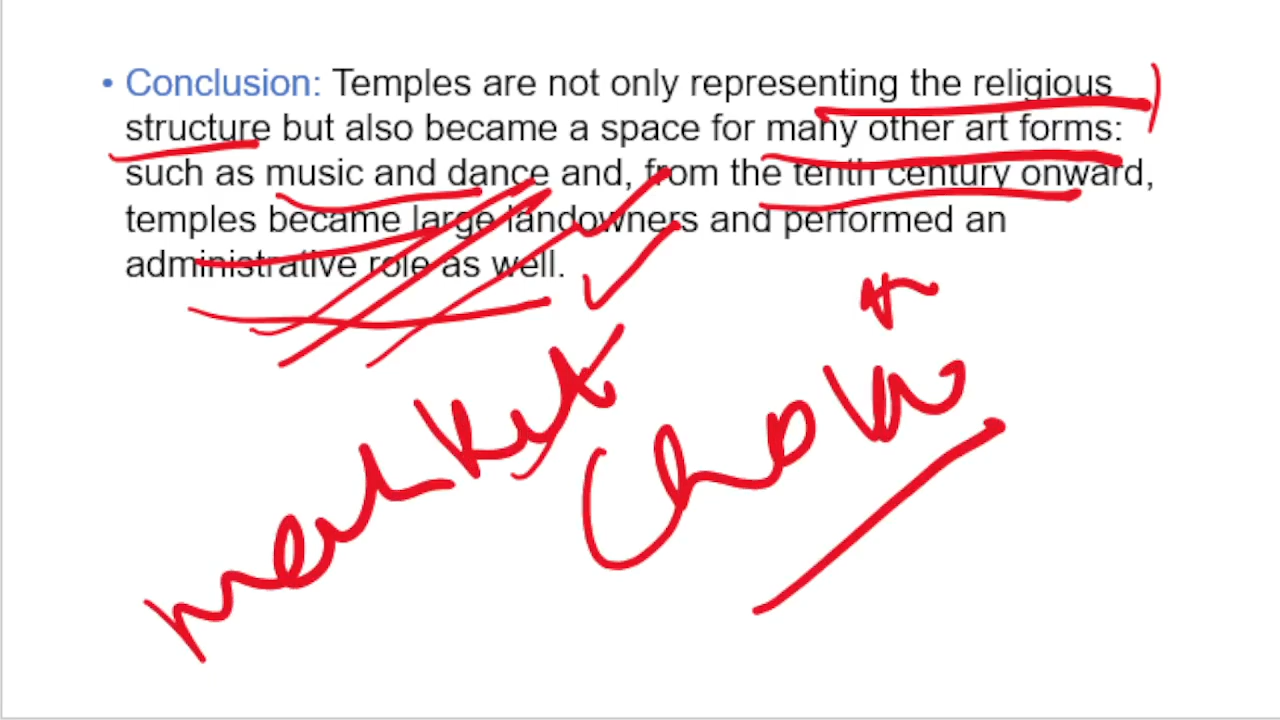 • Conclusion: Temples are not only representing the religious
structure but also became a space for many other art forms:
such as music and dance and, from the tenth century onward,
temples became large landowners and performed an
administrative role as well.
market